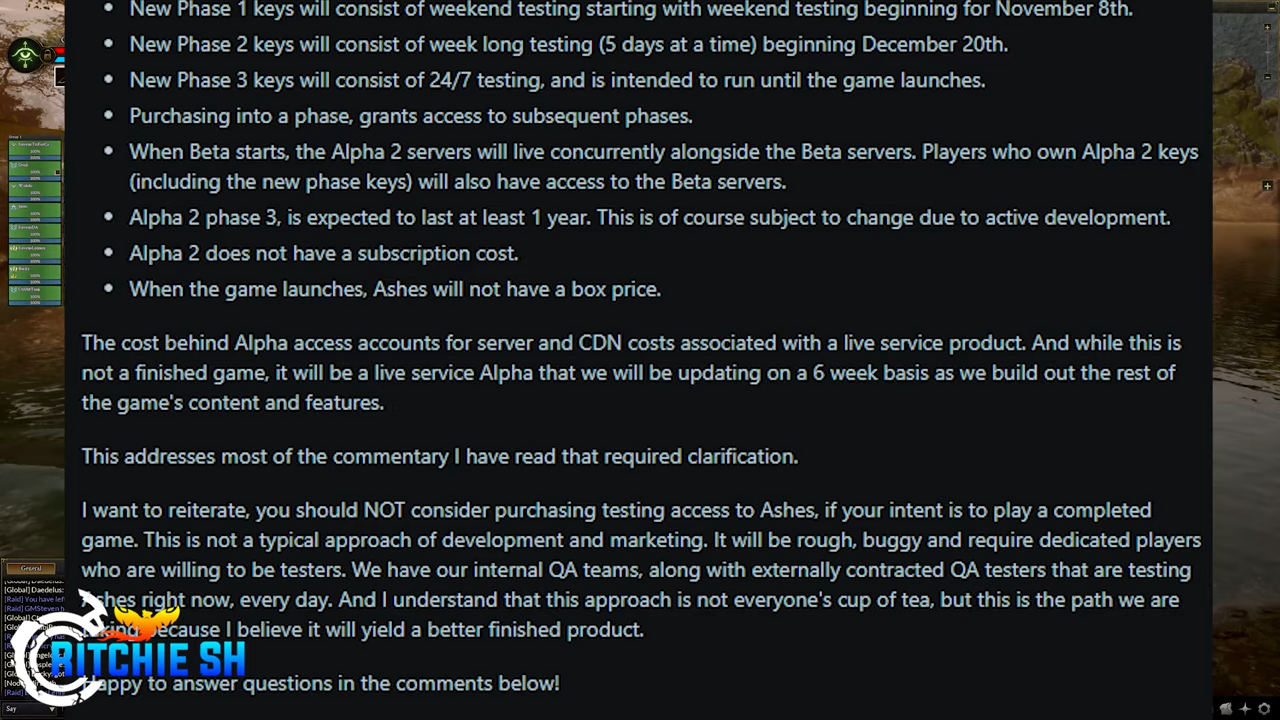 New Phase 1 keys will consist of weekend testing starting with weekend testing beginning for November 8th.
New Phase 2 keys will consist of week long testing (5 days at a time) beginning December 20th.
New Phase 3 keys will consist of 24/7 testing, and is intended to run until the game launches.
Purchasing into a phase, grants access to subsequent phases.
When Beta starts, the Alpha 2 servers will live concurrently alongside the Beta servers. Players who own Alpha 2 keys
(including the new phase keys) will also have access to the Beta servers.
Alpha 2 phase 3, is expected to last at least 1 year. This is of course subject to change due to active development.
Alpha 2 does not have a subscription cost.
When the game launches, Ashes will not have a box price.
The cost behind Alpha access accounts for server and CDN costs associated with a live service product. And while this is
not a finished game, it will be a live service Alpha that we will be updating on a 6 week basis as we build out the rest of
the game's content and features.
This addresses most of the commentary I have read that required clarification.
I want to reiterate, you should NOT consider purchasing testing access to Ashes, if your intent is to play a completed
game. This is not a typical approach of development and marketing. It will be rough, buggy and require dedicated players
who are willing to be testers. We have our internal QA teams, along with externally contracted QA testers that are testing
Ashes right now, every day. And I understand that this approach is not everyone's cup of tea, but this is the path we are
taking because I believe it will yield a better finished product.
Happy to answer questions in the comments below!
General
[Global] Daedelus:
[Raid] You have left
[Raid] GMSteven
RITCHIE SH
Say